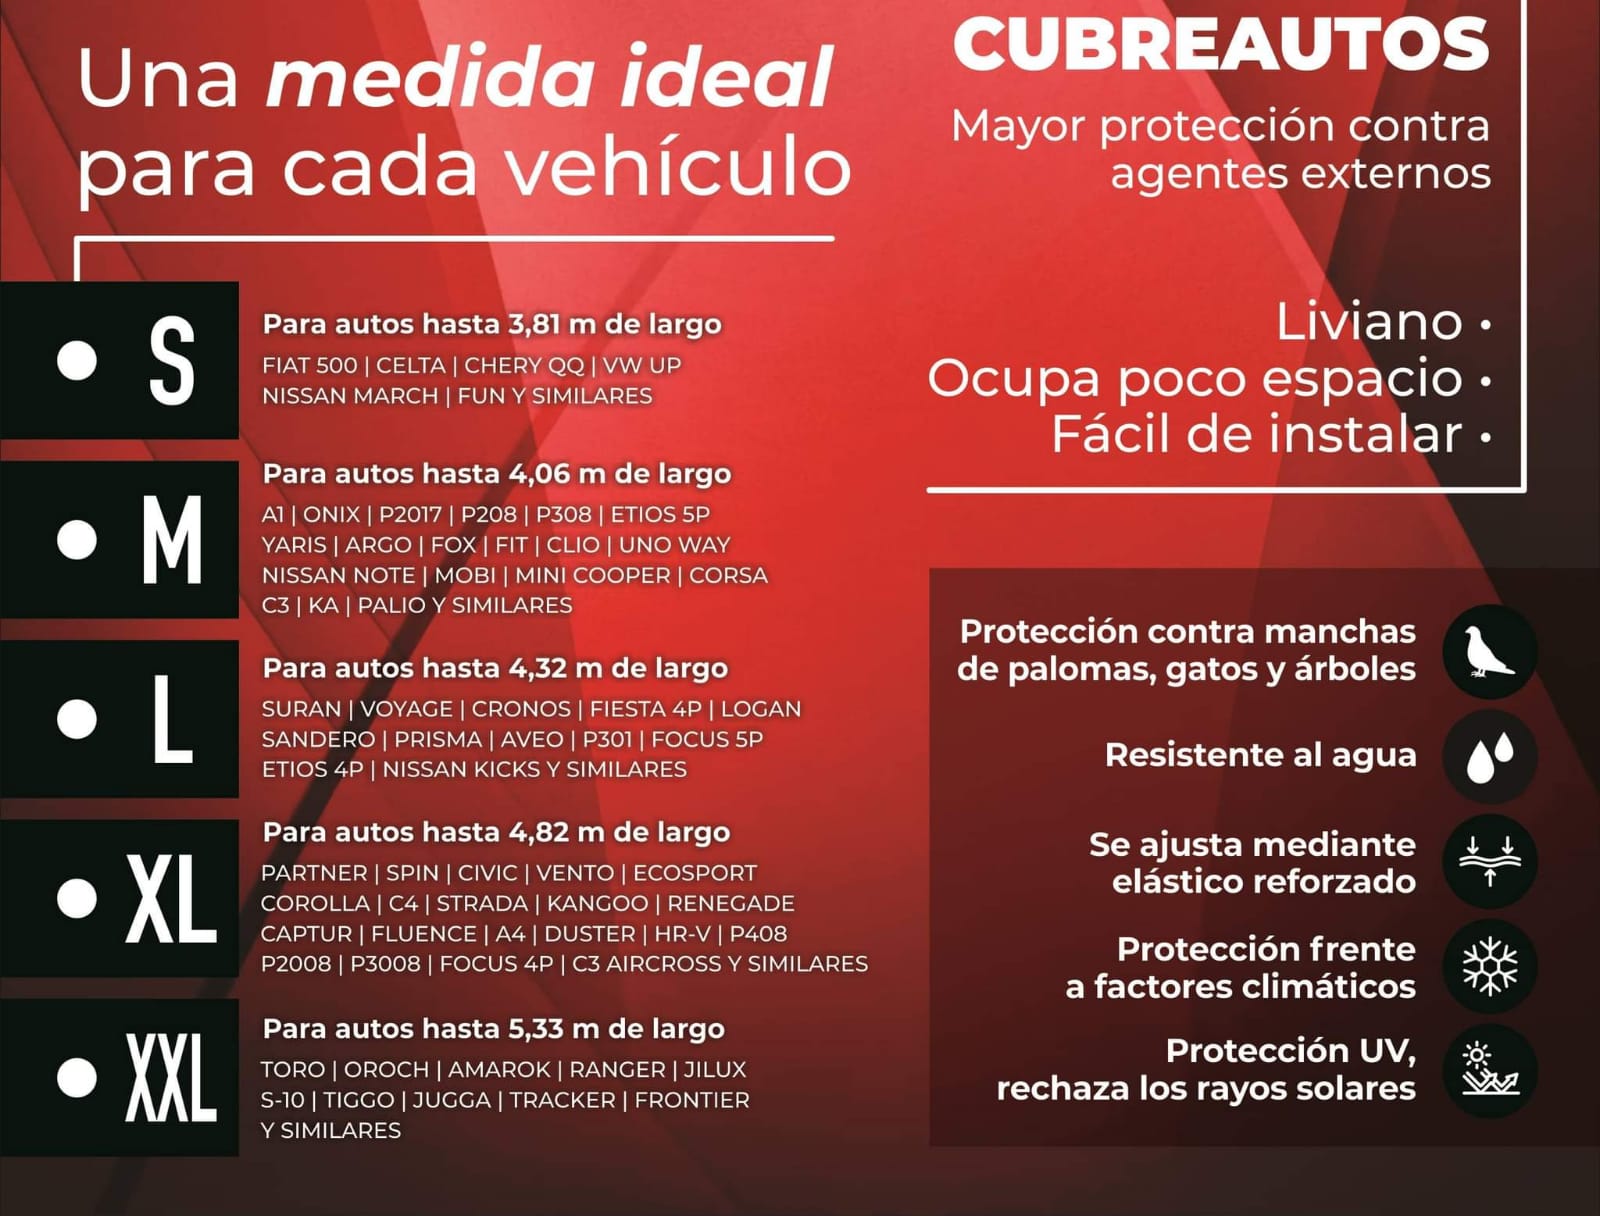 Una medida ideal
para cada vehículo
S
Para autos hasta 3,81 m de largo
FIAT 500 | CELTA | CHERY QQ | VW UP
NISSAN MARCH | FUN Y SIMILARES
M
Para autos hasta 4,06 m de largo
A1 | ONIX | P2017 | P208 | P308 | ETIOS 5P
YARIS | ARGO | FOX | FIT | CLIO | UNO WAY
NISSAN NOTE | MOBI | MINI COOPER | CORSA
C3 | KA | PALIO Y SIMILARES
L
Para autos hasta 4,32 m de largo
SURAN | VOYAGE | CRONOS | FIESTA 4P | LOGAN
SANDERO | PRISMA | AVEO | P301 | FOCUS 5P
ETIOS 4P | NISSAN KICKS Y SIMILARES
XL
Para autos hasta 4,82 m de largo
PARTNER | SPIN | CIVIC | VENTO | ECOSPORT
COROLLA | C4 | STRADA | KANGOO | RENEGADE
CAPTUR | FLUENCE | A4 | DUSTER | HR-V | P408
P2008 | P3008 | FOCUS 4P | C3 AIRCROSS Y SIMILARES
XXL
Para autos hasta 5,33 m de largo
TORO | OROCH | AMAROK | RANGER | JILUX
S-10 | TIGGO | JUGGA | TRACKER | FRONTIER
Y SIMILARES
CUBREAUTOS
Mayor protección contra
agentes externos
Liviano •
Ocupa poco espacio •
Fácil de instalar •
Protección contra manchas
de palomas, gatos y árboles
Resistente al agua
Se ajusta mediante
elástico reforzado
Protección frente
a factores climáticos
Protección UV,
rechaza los rayos solares